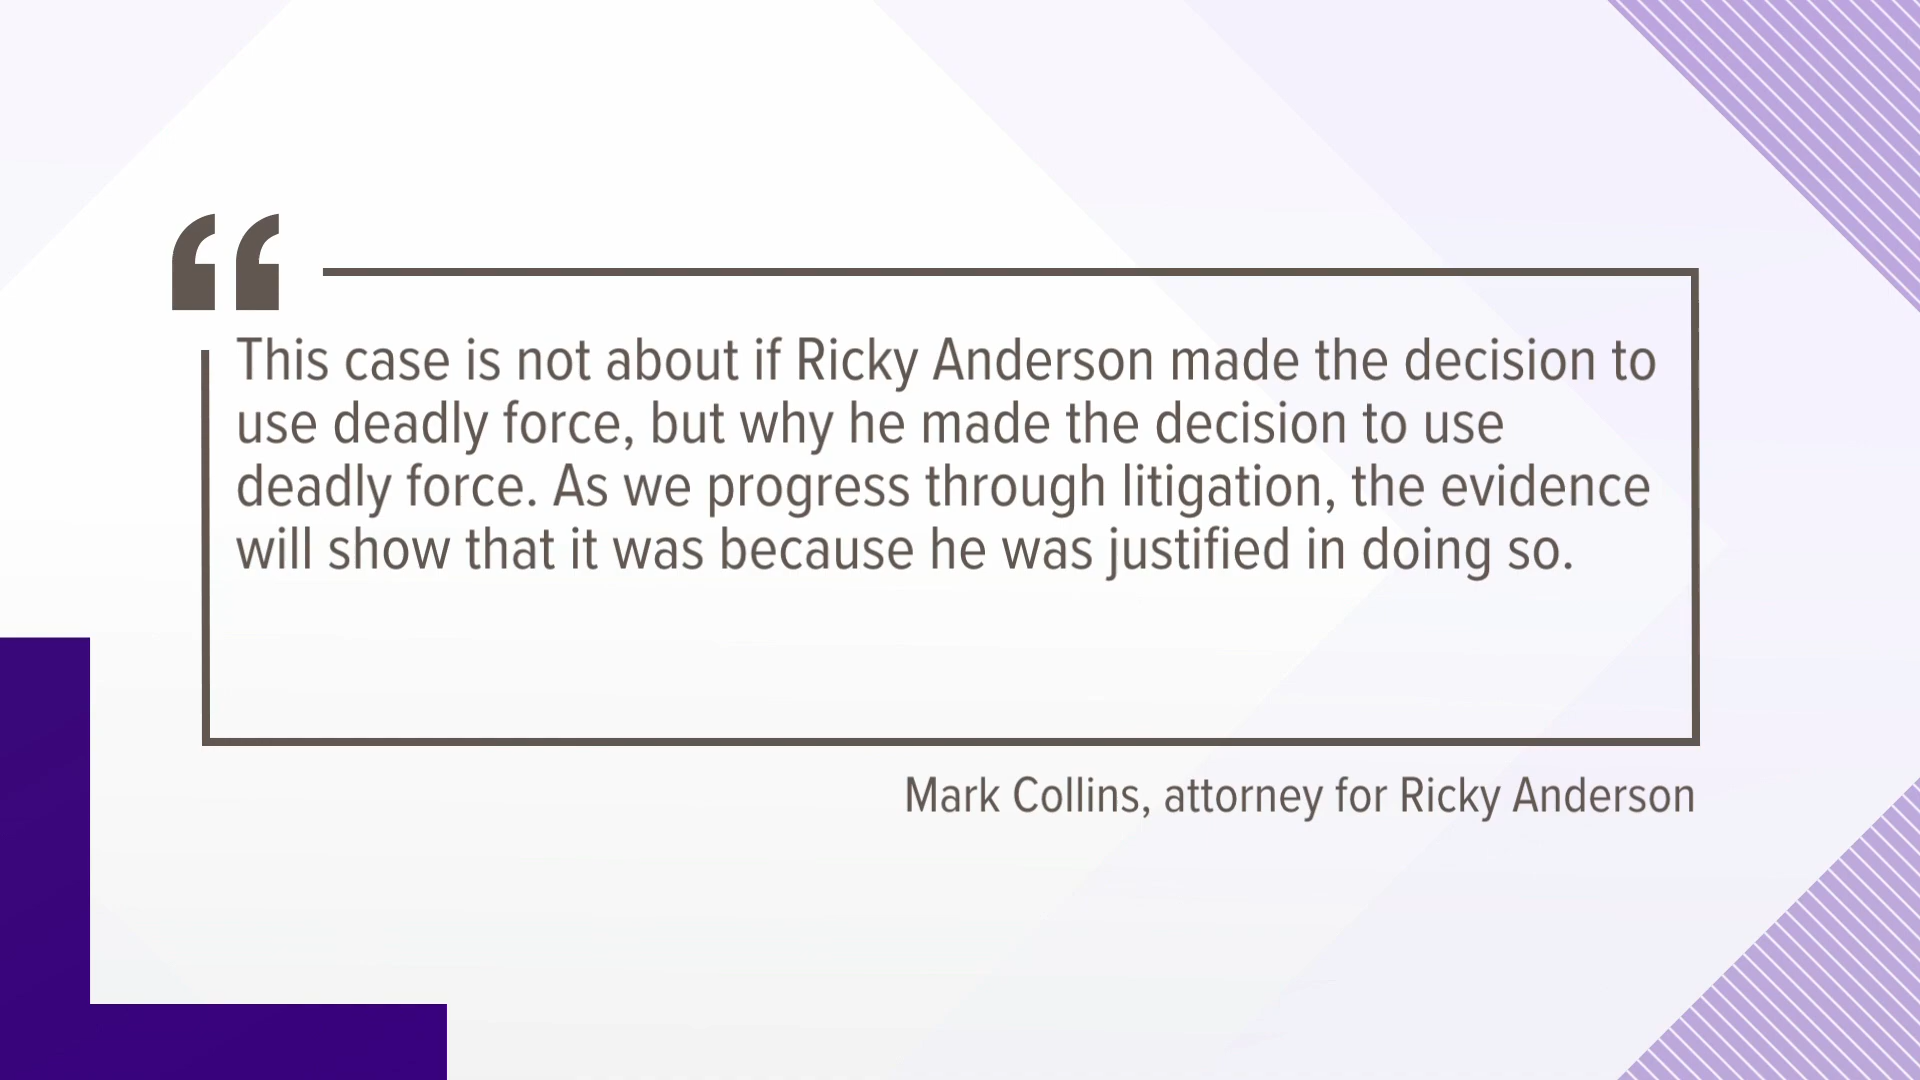 “
This case is not about if Ricky Anderson made the decision to
use deadly force, but why he made the decision to use
deadly force. As we progress through litigation, the evidence
will show that it was because he was justified in doing so.
Mark Collins, attorney for Ricky Anderson